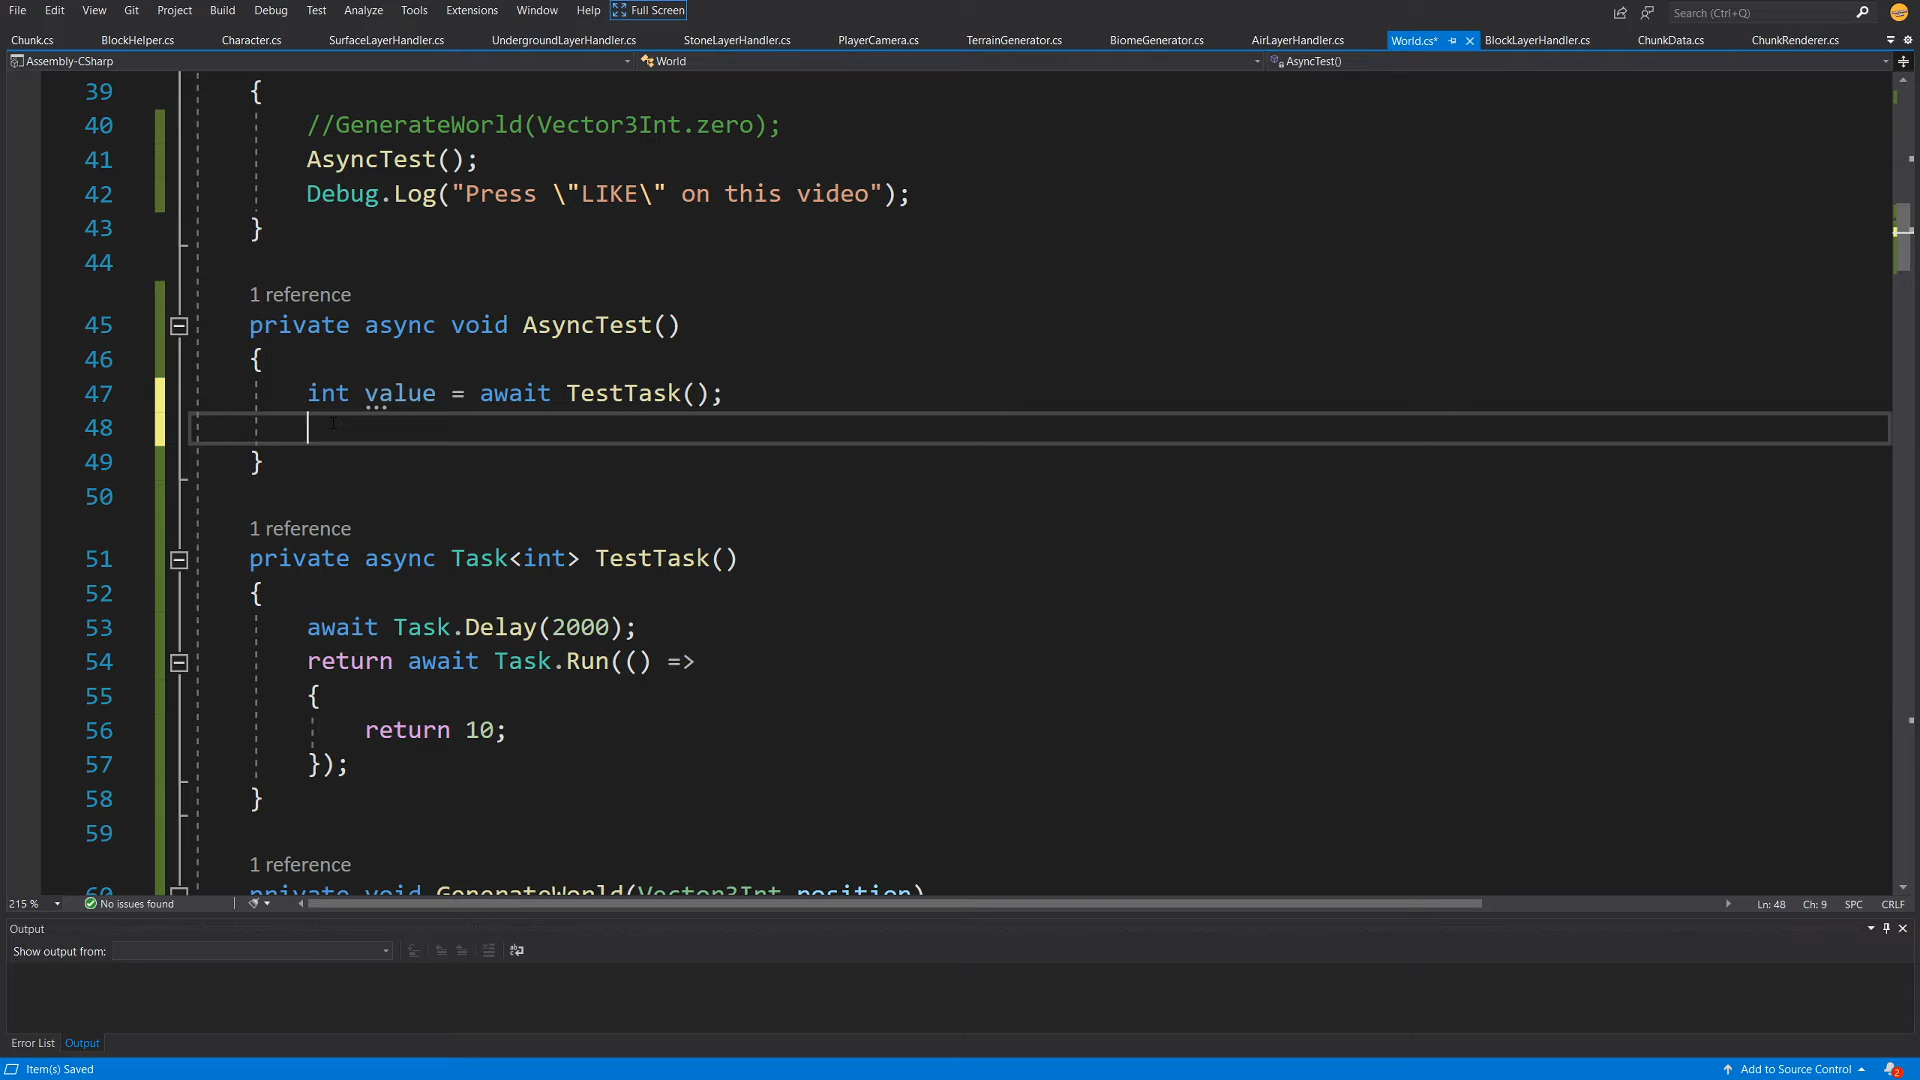 File Edit View Git Project Build Debug Test Analyze Tools Extensions Window Help Full Screen Search (Ctrl+Q)
Chunk.cs BlockHelper.cs Character.cs SurfaceLayerHandler.cs UndergroundLayerHandler.cs StoneLayerHandler.cs PlayerCamera.cs TerrainGenerator.cs BiomeGenerator.cs AirLayerHandler.cs World.cs* BlockLayerHandler.cs ChunkData.cs ChunkRenderer.cs
Assembly-CSharp World AsyncTest()
39 {
40 //GenerateWorld(Vector3Int.zero);
41 AsyncTest();
42 Debug.Log("Press \"LIKE\" on this video");
43 }
44
1 reference
45 private async void AsyncTest()
46 {
47 int value = await TestTask();
48
49 }
50
1 reference
51 private async Task<int> TestTask()
52 {
53 await Task.Delay(2000);
54 return await Task.Run(() =>
55 {
56 return 10;
57 });
58 }
59
1 reference
60 private void GenerateWorld(Vector3Int position)
215 % No issues found Ln: 48 Ch: 9 SPC CRLF
Output
Show output from:
Error List Output
Item(s) Saved Add to Source Control 2